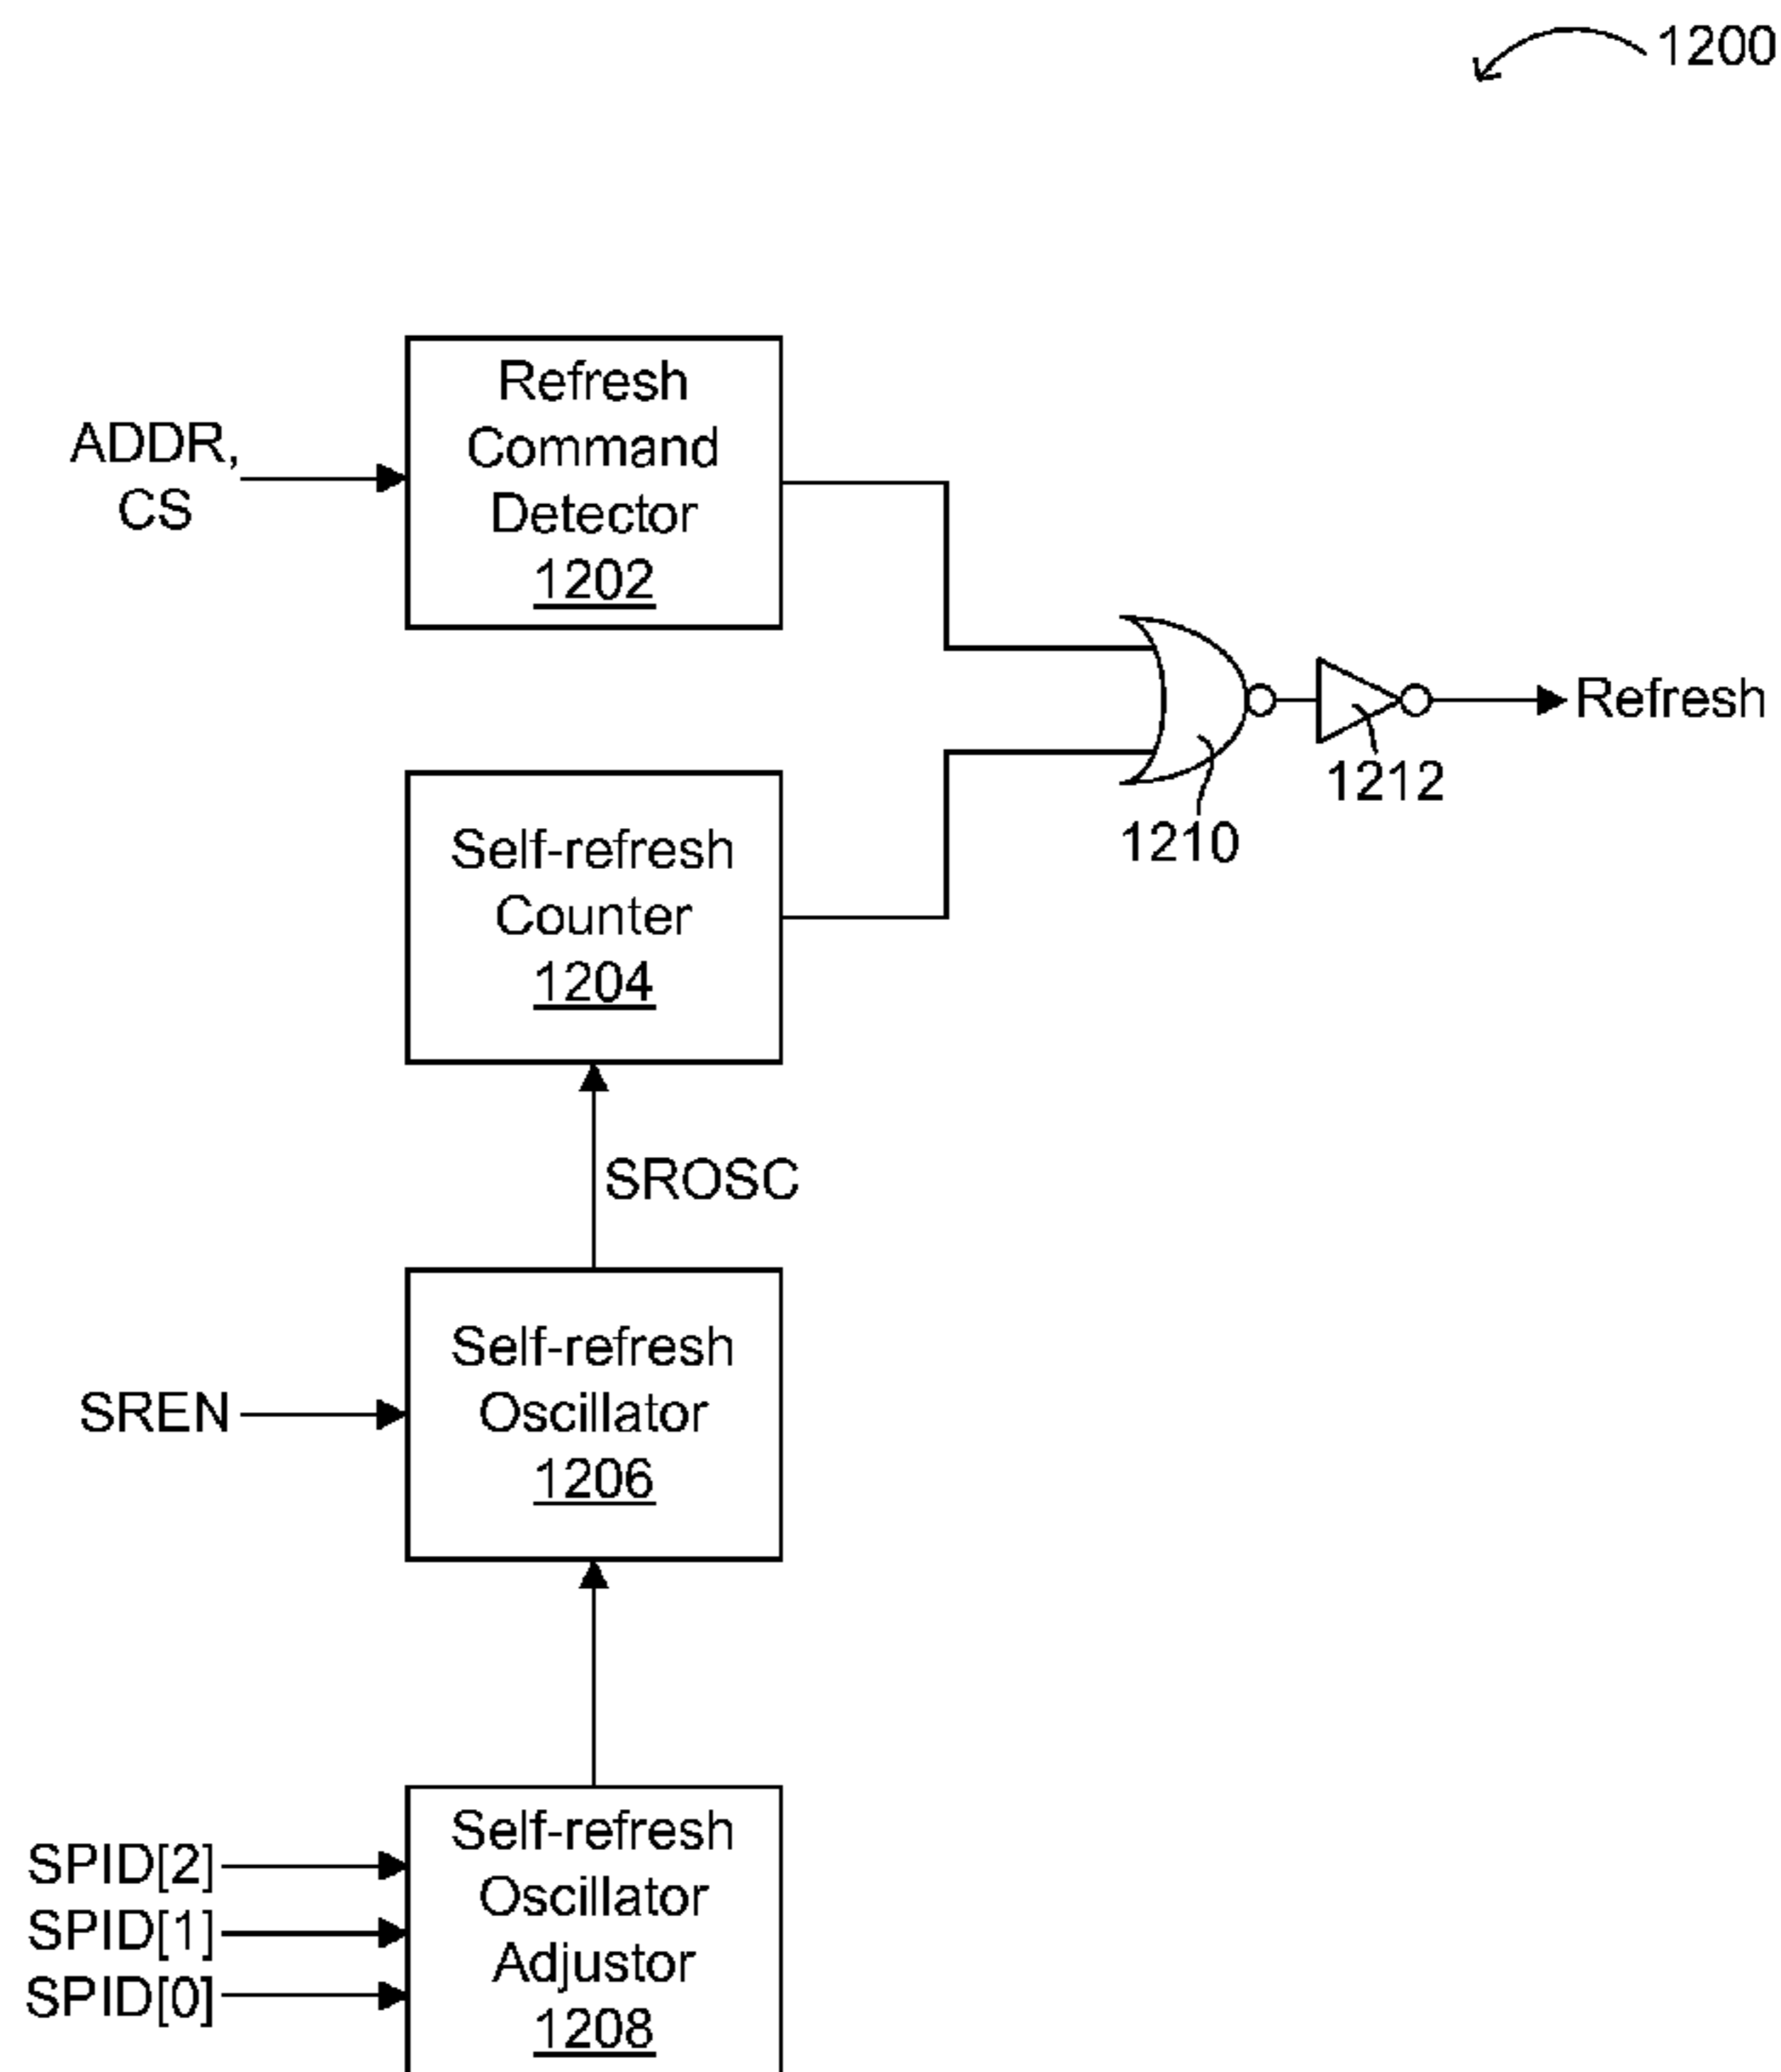 1200
ADDR,
CS
Refresh
Command
Detector
1202
Refresh
1212
1210
Self-refresh
Counter
1204
SROSC
SREN
Self-refresh
Oscillator
1206
SPID[2]
SPID[1]
SPID[0]
Self-refresh
Oscillator
Adjustor
1208